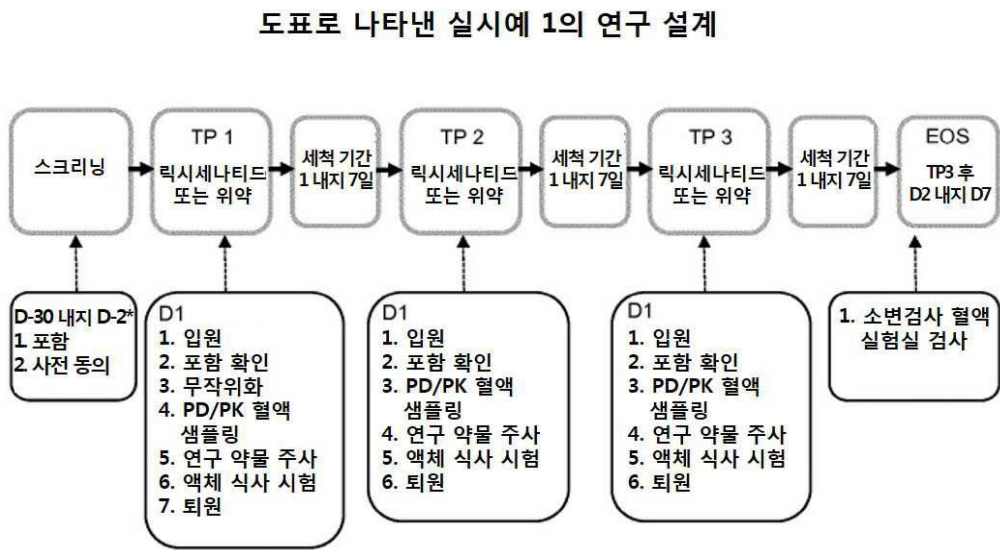 도표로 나타낸 실시예 1의 연구 설계
스크리닝
TP 1
릭시세나티드
또는 위약
세척 기간
1 내지 7일
TP 2
릭시세나티드
또는 위약
세척 기간
1 내지 7일
TP 3
릭시세나티드
또는 위약
세척 기간
1 내지 7일
EOS
TP3 후
D2 내지 D7
D-30 내지 D-2*
1. 포함
2. 사전 동의
D1
1. 입원
2. 포함 확인
3. 무작위화
4. PD/PK 혈액
샘플링
5. 연구 약물 주사
6. 액체 식사 시험
7. 퇴원
D1
1. 입원
2. 포함 확인
3. PD/PK 혈액
샘플링
4. 연구 약물 주사
5. 액체 식사 시험
6. 퇴원
D1
1. 입원
2. 포함 확인
3. PD/PK 혈액
샘플링
4. 연구 약물 주사
5. 액체 식사 시험
6. 퇴원
1. 소변검사 혈액
실험실 검사